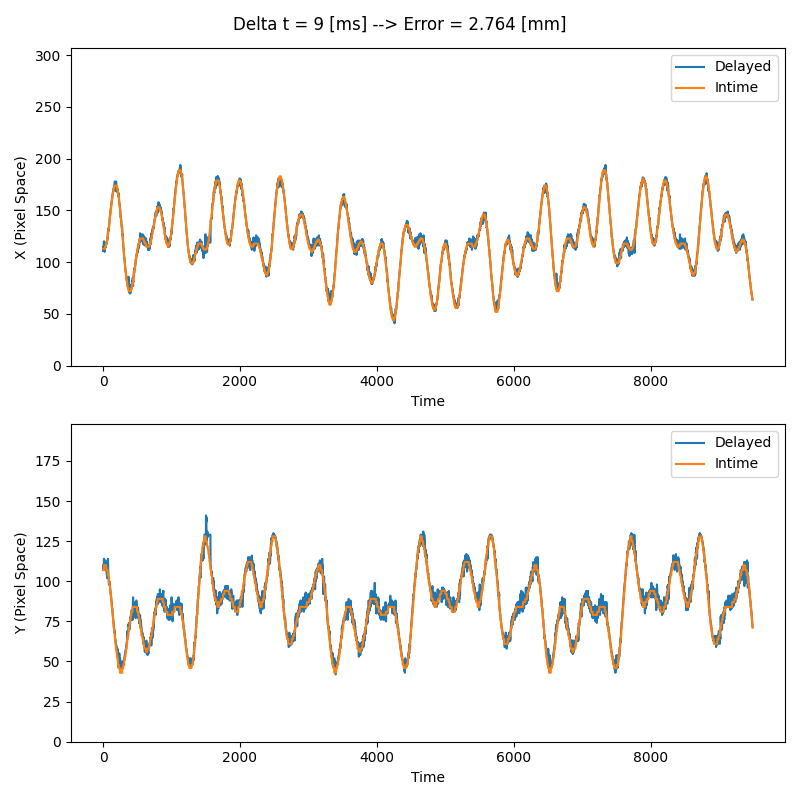 Delta t = 9 [ms] --> Error = 2.764 [mm]
300
250
200
150
100
50
0
X (Pixel Space)
Delayed
Intime
0 2000 4000 6000 8000
Time
175
150
125
100
75
50
25
0
Y (Pixel Space)
Delayed
Intime
0 2000 4000 6000 8000
Time